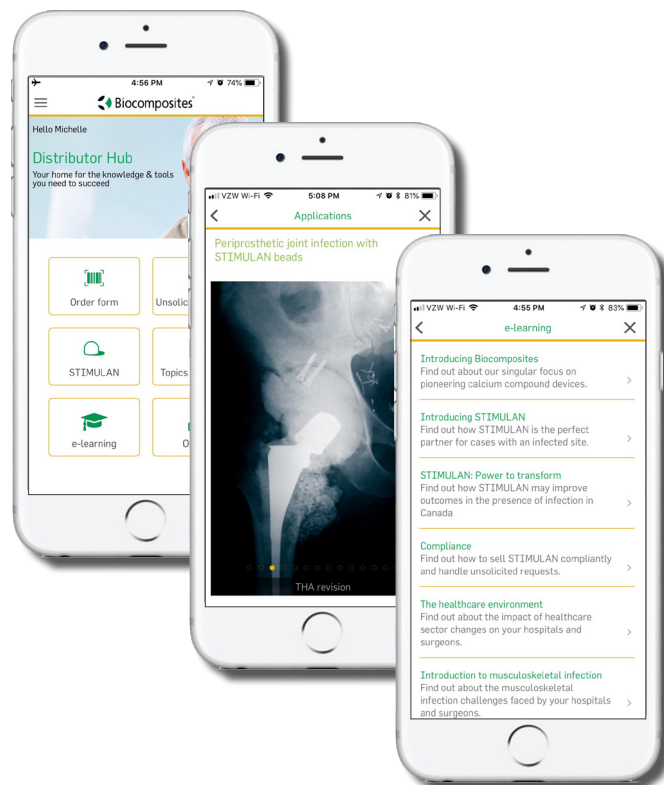 4:56 PM
74%
Biocomposites®
Hello Michelle
Distributor Hub
Your home for the knowledge & tools
you need to succeed
Order form
STIMULAN
Topics
e-learning
VZW Wi-Fi
5:08 PM
81%
Applications
Periprosthetic joint infection with
STIMULAN beads
THA revision
VZW Wi-Fi
4:55 PM
83%
e-learning
Introducing Biocomposites
Find out about our singular focus on
pioneering calcium compound devices.
Introducing STIMULAN
Find out how STIMULAN is the perfect
partner for cases with an infected site.
STIMULAN: Power to transform
Find out how STIMULAN may improve
outcomes in the presence of infection in
Canada
Compliance
Find out how to sell STIMULAN compliantly
and handle unsolicited requests.
The healthcare environment
Find out about the impact of healthcare
sector changes on your hospitals and
surgeons.
Introduction to musculoskeletal infection
Find out about the musculoskeletal
infection challenges faced by your hospitals
and surgeons.